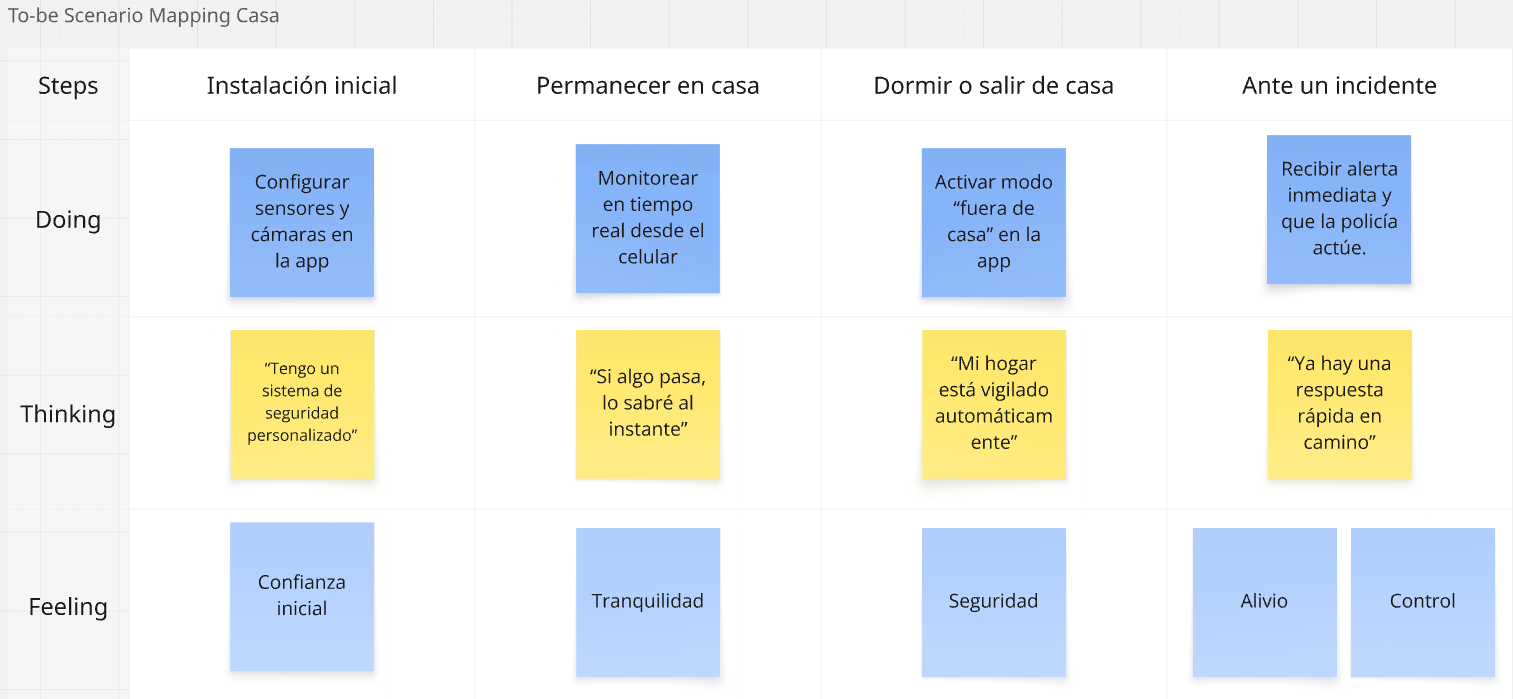 To-be Scenario Mapping Casa
Steps
Instalación inicial
Permanecer en casa
Dormir o salir de casa
Ante un incidente
Doing
Configurar
sensores y
cámaras en
la app
Monitorear
en tiempo
real desde el
celular
Activar modo
“fuera de
casa” en la
app
Recibir alerta
inmediata y
que la policía
actúe.
Thinking
“Tengo un
sistema de
seguridad
personalizado”
“Si algo pasa,
lo sabré al
instante”
“Mi hogar
está vigilado
automáticam
ente”
“Ya hay una
respuesta
rápida en
camino”
Feeling
Confianza
inicial
Tranquilidad
Seguridad
Alivio
Control